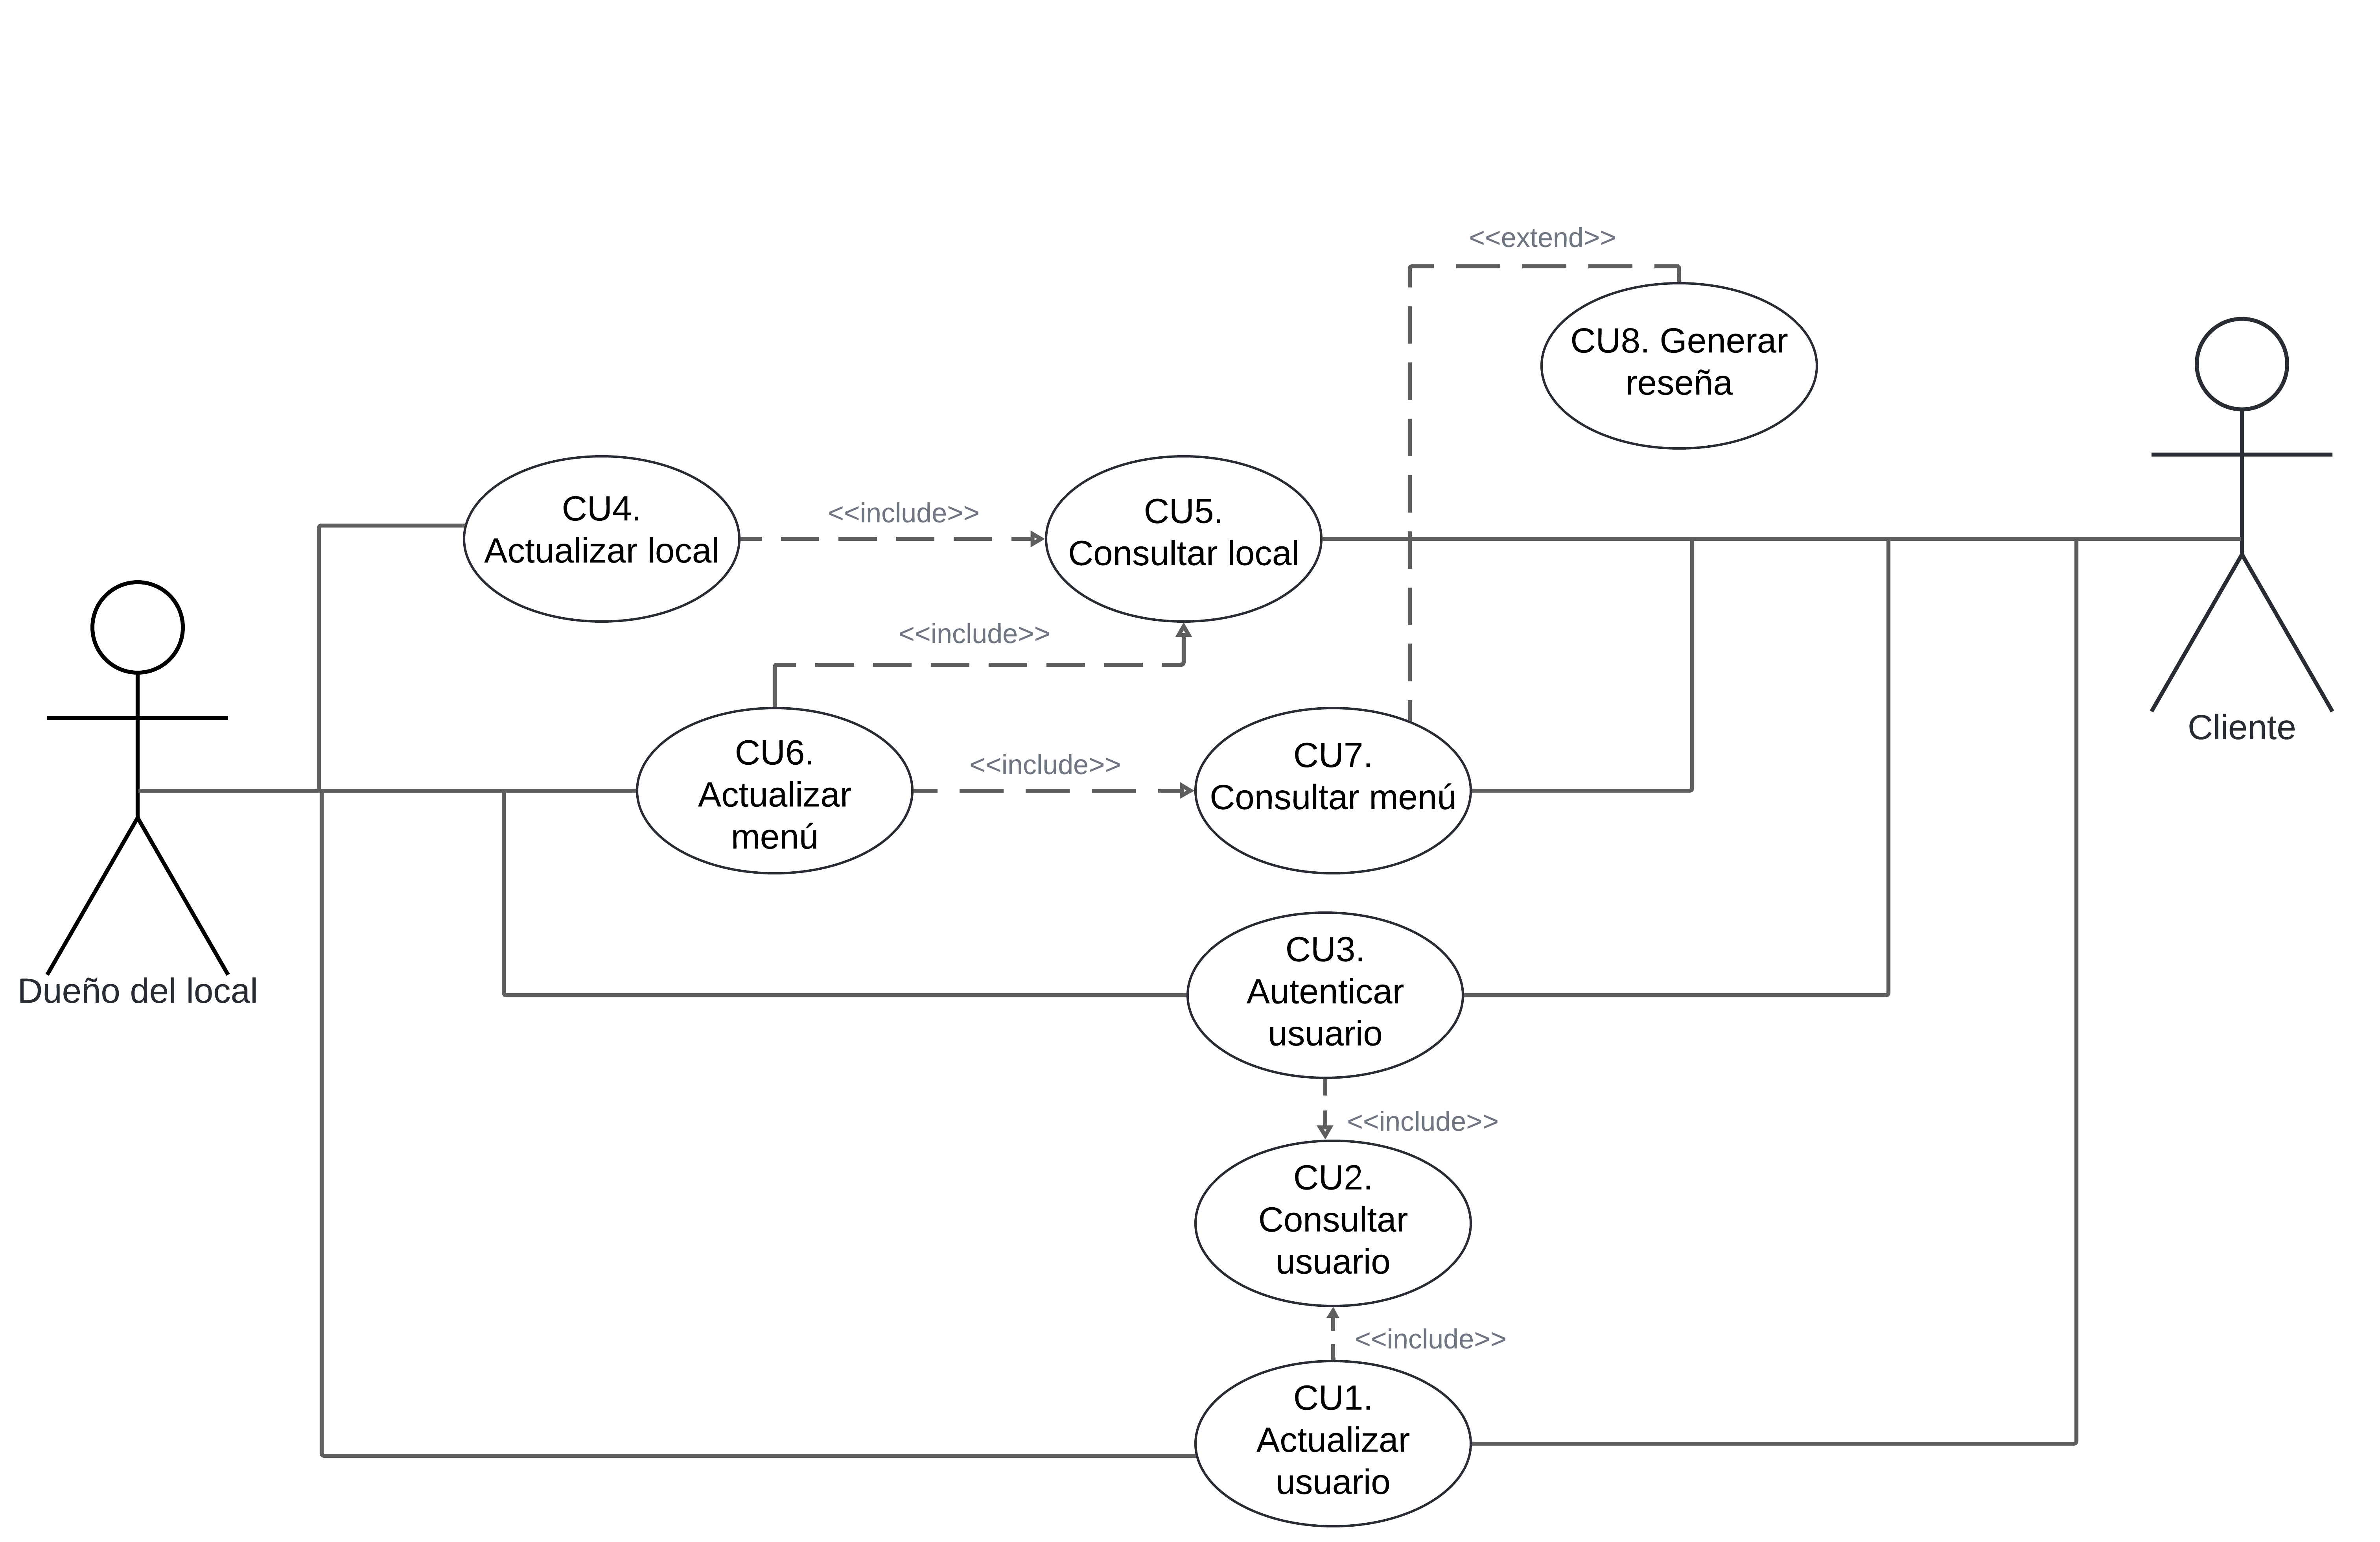 <<extend>>
CU8. Generar
reseña
CU4.
Actualizar local
<<include>>
CU5.
Consultar local
<<include>>
Cliente
CU6.
Actualizar
menú
<<include>>
CU7.
Consultar menú
Dueño del local
CU3.
Autenticar
usuario
<<include>>
CU2.
Consultar
usuario
<<include>>
CU1.
Actualizar
usuario